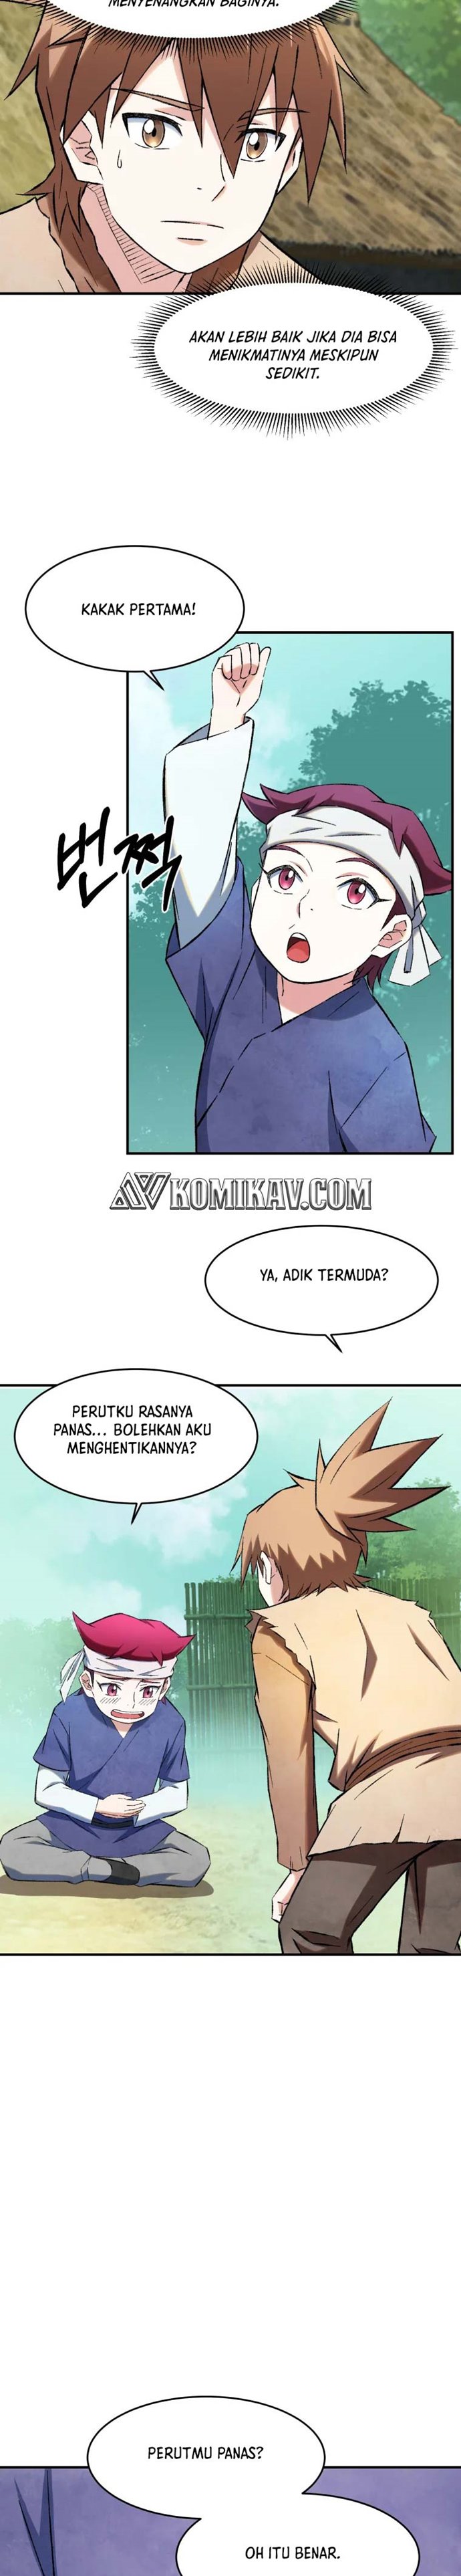 MENYENANGKAN BAGINYA.
AKAN LEBIH BAIK JIKA DIA BISA
MENIKMATINYA MESKIPUN
SEDIKIT.
KAKAK PERTAMA!
번쩍
KOMIKAV.COM
YA, ADIK TERMUDA?
PERUTKU RASANYA
PANAS... BOLEHKAN AKU
MENGHENTIKANNYA?
PERUTMU PANAS?
OH ITU BENAR.